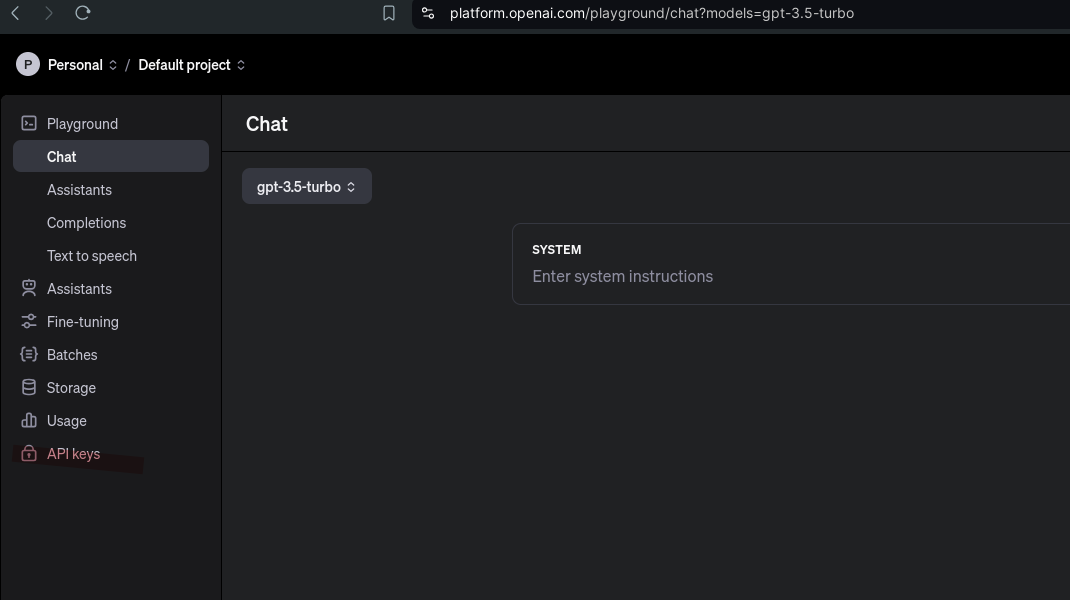 platform.openai.com/playground/chat?models=gpt-3.5-turbo
P Personal / Default project
Playground
Chat
Assistants
Completions
Text to speech
Assistants
Fine-tuning
Batches
Storage
Usage
API keys
Chat
gpt-3.5-turbo
SYSTEM
Enter system instructions